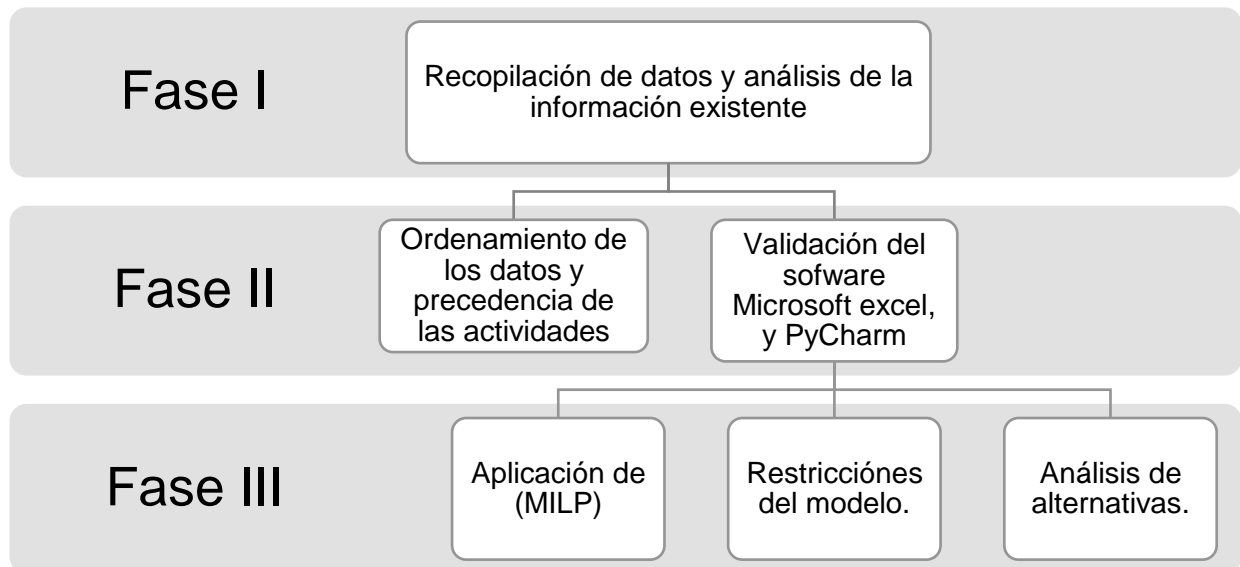 Fase I
Recopilación de datos y análisis de la
información existente
Fase II
Ordenamiento de
los datos y
precedencia de
las actividades
Validación del
sofware
Microsoft excel,
y PyCharm
Fase III
Aplicación de
(MILP)
Restricciónes
del modelo.
Análisis de
alternativas.